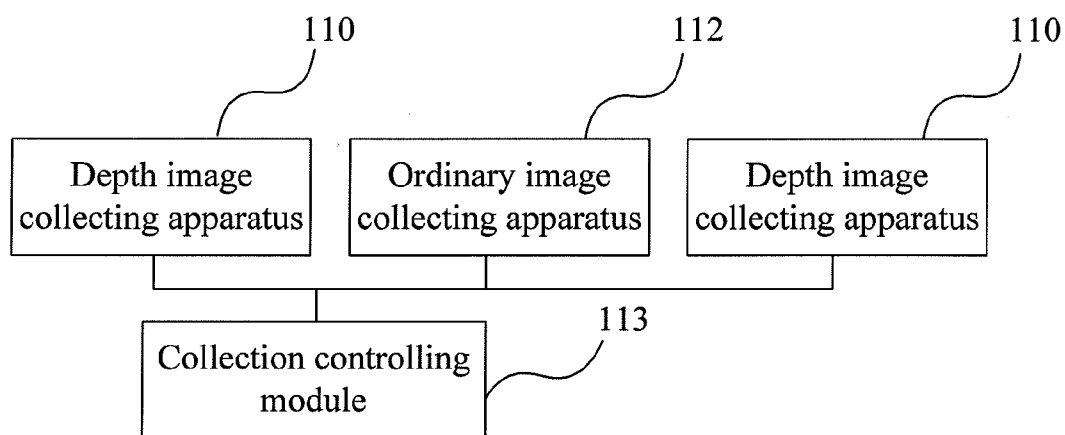 110
112
110
Depth image
collecting apparatus
Ordinary image
collecting apparatus
Depth image
collecting apparatus
113
Collection controlling
module